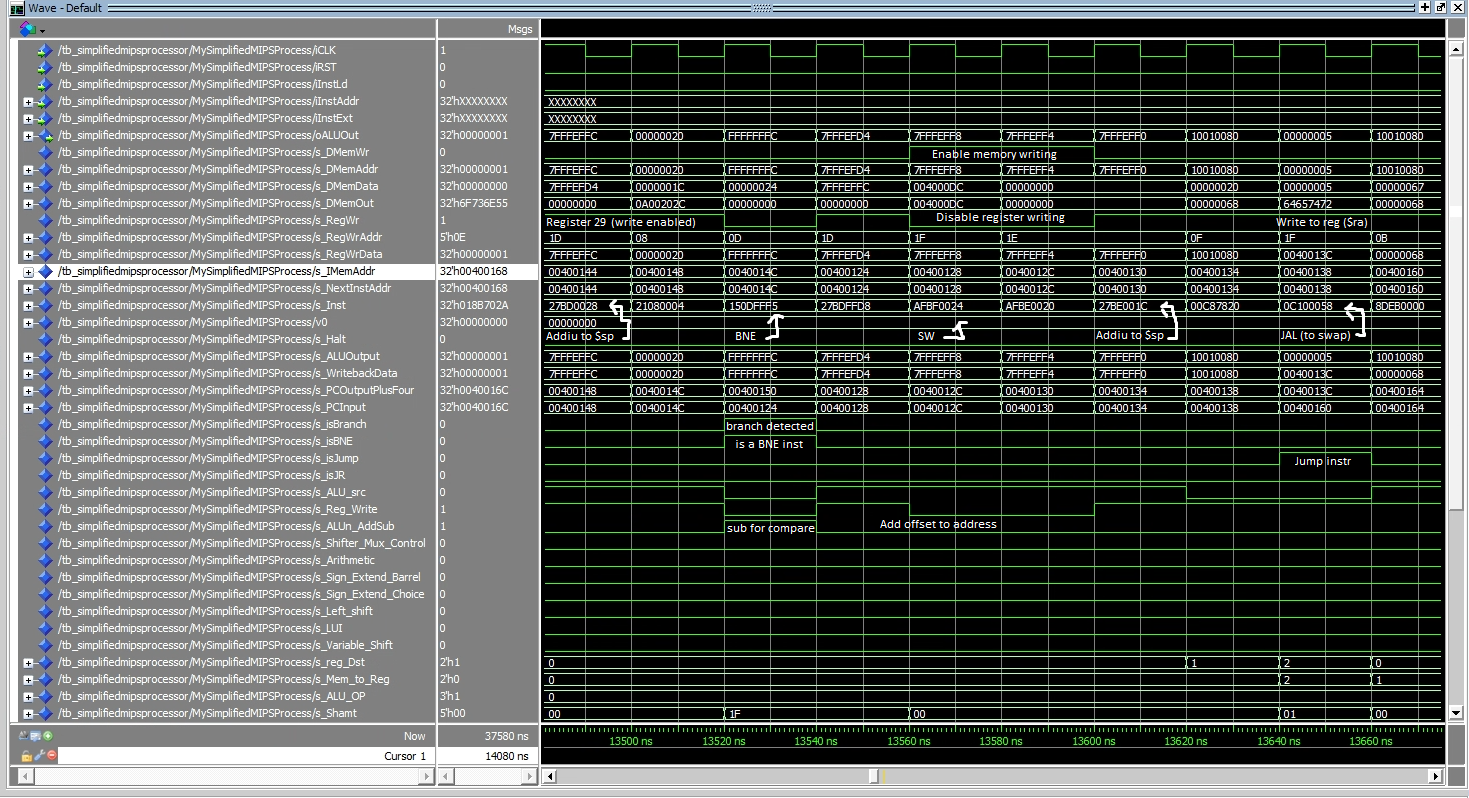 Wave - Default
Msgs
/tb_simplifiedmipsprocessor/MySimplifiedMIPSProcess/iCLK 1
/tb_simplifiedmipsprocessor/MySimplifiedMIPSProcess/iRST 0
/tb_simplifiedmipsprocessor/MySimplifiedMIPSProcess/iInstLd 0
/tb_simplifiedmipsprocessor/MySimplifiedMIPSProcess/iInstAddr 32'hXXXXXXXX XXXXXXXX
/tb_simplifiedmipsprocessor/MySimplifiedMIPSProcess/iInstExt 32'hXXXXXXXX XXXXXXXX
/tb_simplifiedmipsprocessor/MySimplifiedMIPSProcess/oALUOut 32'h00000001 7FFFEFFC 00000020 FFFFFFFC 7FFFEFD4 7FFFEFF8 7FFFEFF4 7FFFEFF0 10010080 00000005 10010080
/tb_simplifiedmipsprocessor/MySimplifiedMIPSProcess/s_DMemWr 0 Enable memory writing
/tb_simplifiedmipsprocessor/MySimplifiedMIPSProcess/s_DMemAddr 32'h00000001 7FFFEFFC 00000020 FFFFFFFC 7FFFEFD4 7FFFEFF8 7FFFEFF4 7FFFEFF0 10010080 00000005 10010080
/tb_simplifiedmipsprocessor/MySimplifiedMIPSProcess/s_DMemData 32'h00000000 7FFFEFD4 0000001C 00000024 7FFFEFFC 004000DC 00000000 00000020 00000005 00000067
/tb_simplifiedmipsprocessor/MySimplifiedMIPSProcess/s_DMemOut 32'h6F736E55 00000000 0A00202C 00000000 00000000 004000DC 00000000 00000068 64657472 00000068
/tb_simplifiedmipsprocessor/MySimplifiedMIPSProcess/s_RegWr 1 Register 29 (write enabled) Disable register writing Write to reg ($ra)
/tb_simplifiedmipsprocessor/MySimplifiedMIPSProcess/s_RegWrAddr 5'h0E 1D 08 0D 1D 1F 1E 0F 1F 0B
/tb_simplifiedmipsprocessor/MySimplifiedMIPSProcess/s_RegWrData 32'h00000001 7FFFEFFC 00000020 FFFFFFFC 7FFFEFD4 7FFFEFF8 7FFFEFF4 7FFFEFF0 10010080 0040013C 00000068
/tb_simplifiedmipsprocessor/MySimplifiedMIPSProcess/s_IMemAddr 32'h00400168 00400144 00400148 0040014C 00400124 00400128 0040012C 00400130 00400134 00400138 00400160
/tb_simplifiedmipsprocessor/MySimplifiedMIPSProcess/s_NextInstAddr 32'h00400168 00400144 00400148 0040014C 00400124 00400128 0040012C 00400130 00400134 00400138 00400160
/tb_simplifiedmipsprocessor/MySimplifiedMIPSProcess/s_Inst 32'h018B702A 27BD0028 21080004 150DFFF5 27BDFFD8 AFBF0024 AFBE0020 27BE001C 00C87820 0C100058 8DEB0000
/tb_simplifiedmipsprocessor/MySimplifiedMIPSProcess/v0 32'h00000000 00000000
/tb_simplifiedmipsprocessor/MySimplifiedMIPSProcess/s_Halt 0 Addiu to $sp BNE SW Addiu to $sp JAL (to swap)
/tb_simplifiedmipsprocessor/MySimplifiedMIPSProcess/s_ALUOutput 32'h00000001 7FFFEFFC 00000020 FFFFFFFC 7FFFEFD4 7FFFEFF8 7FFFEFF4 7FFFEFF0 10010080 00000005 10010080
/tb_simplifiedmipsprocessor/MySimplifiedMIPSProcess/s_WritebackData 32'h00000001 7FFFEFFC 00000020 FFFFFFFC 7FFFEFD4 7FFFEFF8 7FFFEFF4 7FFFEFF0 10010080 00000005 00000068
/tb_simplifiedmipsprocessor/MySimplifiedMIPSProcess/s_PCOutputPlusFour 32'h0040016C 00400148 0040014C 00400150 00400128 0040012C 00400130 00400134 00400138 0040013C 00400164
/tb_simplifiedmipsprocessor/MySimplifiedMIPSProcess/s_PCInput 32'h0040016C 00400148 0040014C 00400124 00400128 0040012C 00400130 00400134 00400138 00400160 00400164
/tb_simplifiedmipsprocessor/MySimplifiedMIPSProcess/s_isBranch 0 branch detected
/tb_simplifiedmipsprocessor/MySimplifiedMIPSProcess/s_isBNE 0 is a BNE inst
/tb_simplifiedmipsprocessor/MySimplifiedMIPSProcess/s_isJump 0 Jump instr
/tb_simplifiedmipsprocessor/MySimplifiedMIPSProcess/s_isJR 0
/tb_simplifiedmipsprocessor/MySimplifiedMIPSProcess/s_ALU_src 0
/tb_simplifiedmipsprocessor/MySimplifiedMIPSProcess/s_Reg_Write 1
/tb_simplifiedmipsprocessor/MySimplifiedMIPSProcess/s_ALUn_AddSub 1 sub for compare Add offset to address
/tb_simplifiedmipsprocessor/MySimplifiedMIPSProcess/s_Shifter_Mux_Control 0
/tb_simplifiedmipsprocessor/MySimplifiedMIPSProcess/s_Arithmetic 0
/tb_simplifiedmipsprocessor/MySimplifiedMIPSProcess/s_Sign_Extend_Barrel 0
/tb_simplifiedmipsprocessor/MySimplifiedMIPSProcess/s_Sign_Extend_Choice 0
/tb_simplifiedmipsprocessor/MySimplifiedMIPSProcess/s_Left_shift 0
/tb_simplifiedmipsprocessor/MySimplifiedMIPSProcess/s_LUI 0
/tb_simplifiedmipsprocessor/MySimplifiedMIPSProcess/s_Variable_Shift 0
/tb_simplifiedmipsprocessor/MySimplifiedMIPSProcess/s_reg_Dst 2'h1 0 1 2 0
/tb_simplifiedmipsprocessor/MySimplifiedMIPSProcess/s_Mem_to_Reg 2'h0 0 2 1
/tb_simplifiedmipsprocessor/MySimplifiedMIPSProcess/s_ALU_OP 3'h1 0
/tb_simplifiedmipsprocessor/MySimplifiedMIPSProcess/s_Shamt 5'h00 00 1F 00 01 00
Now 37580 ns 13500 ns 13520 ns 13540 ns 13560 ns 13580 ns 13600 ns 13620 ns 13640 ns 13660 ns
Cursor 1 14080 ns